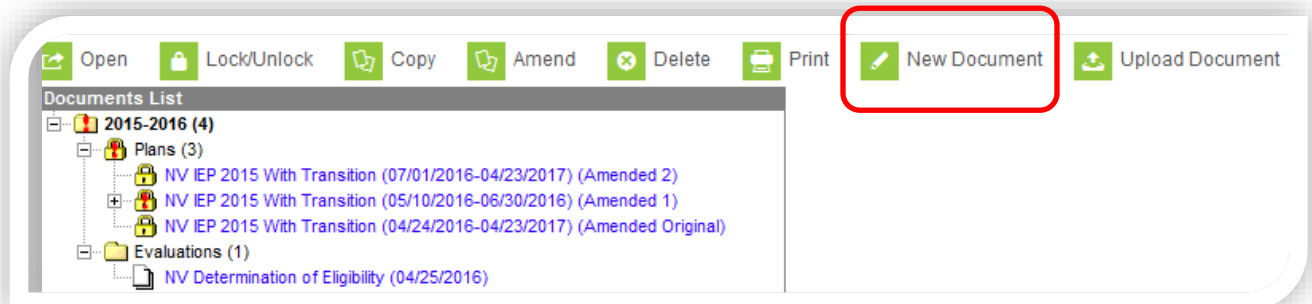 Open Lock/Unlock Copy Amend Delete Print New Document Upload Document
Documents List
2015-2016 (4)
Plans (3)
NV IEP 2015 With Transition (07/01/2016-04/23/2017) (Amended 2)
NV IEP 2015 With Transition (05/10/2016-06/30/2016) (Amended 1)
NV IEP 2015 With Transition (04/24/2016-04/23/2017) (Amended Original)
Evaluations (1)
NV Determination of Eligibility (04/25/2016)